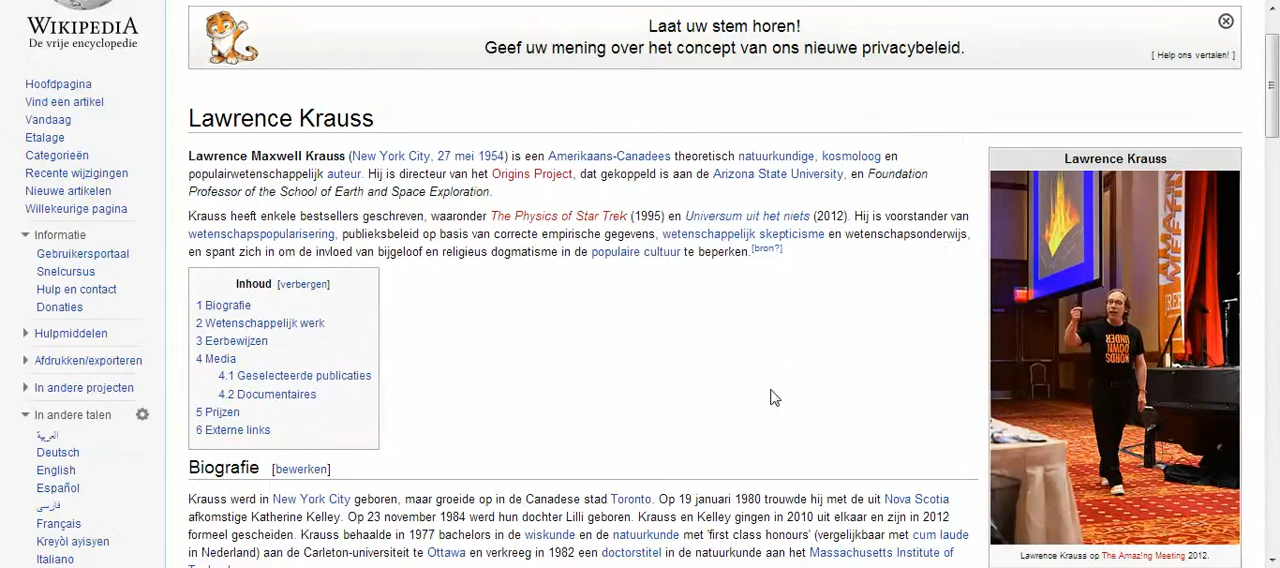 WIKIPEDIA
De vrije encyclopedie
Hoofdpagina
Vind een artikel
Vandaag
Etalage
Categorieën
Recente wijzigingen
Nieuwe artikelen
Willekeurige pagina
Informatie
Gebruikersportaal
Snelcursus
Hulp en contact
Donaties
Hulpmiddelen
Afdrukken/exporteren
In andere projecten
In andere talen
العربية
Deutsch
English
Español
فارسی
Français
Kreyòl ayisyen
Italiano
Laat uw stem horen!
Geef uw mening over het concept van ons nieuwe privacybeleid.
[ Help ons vertalen! ]
Lawrence Krauss
Lawrence Maxwell Krauss (New York City, 27 mei 1954) is een Amerikaans-Canadees theoretisch natuurkundige, kosmoloog en
populairwetenschappelijk auteur. Hij is directeur van het Origins Project, dat gekoppeld is aan de Arizona State University, en Foundation
Professor of the School of Earth and Space Exploration.
Krauss heeft enkele bestsellers geschreven, waaronder The Physics of Star Trek (1995) en Universum uit het niets (2012). Hij is voorstander van
wetenschapspopularisering, publieksbeleid op basis van correcte empirische gegevens, wetenschappelijk skepticisme en wetenschapsonderwijs,
en spant zich in om de invloed van bijgeloof en religieus dogmatisme in de populaire cultuur te beperken.[bron?]
Inhoud [verbergen]
1 Biografie
2 Wetenschappelijk werk
3 Eerbewijzen
4 Media
4.1 Geselecteerde publicaties
4.2 Documentaires
5 Prijzen
6 Externe links
Biografie [bewerken]
Krauss werd in New York City geboren, maar groeide op in de Canadese stad Toronto. Op 19 januari 1980 trouwde hij met de uit Nova Scotia
afkomstige Katherine Kelley. Op 23 november 1984 werd hun dochter Lilli geboren. Krauss en Kelley gingen in 2010 uit elkaar en zijn in 2012
formeel gescheiden. Krauss behaalde in 1977 bachelors in de wiskunde en de natuurkunde met 'first class honours' (vergelijkbaar met cum laude
in Nederland) aan de Carleton-universiteit te Ottawa en verkreeg in 1982 een doctorstitel in de natuurkunde aan het Massachusetts Institute of
Lawrence Krauss
AMAZING
MEETING
Lawrence Krauss op The Amaz!ng Meeting 2012.